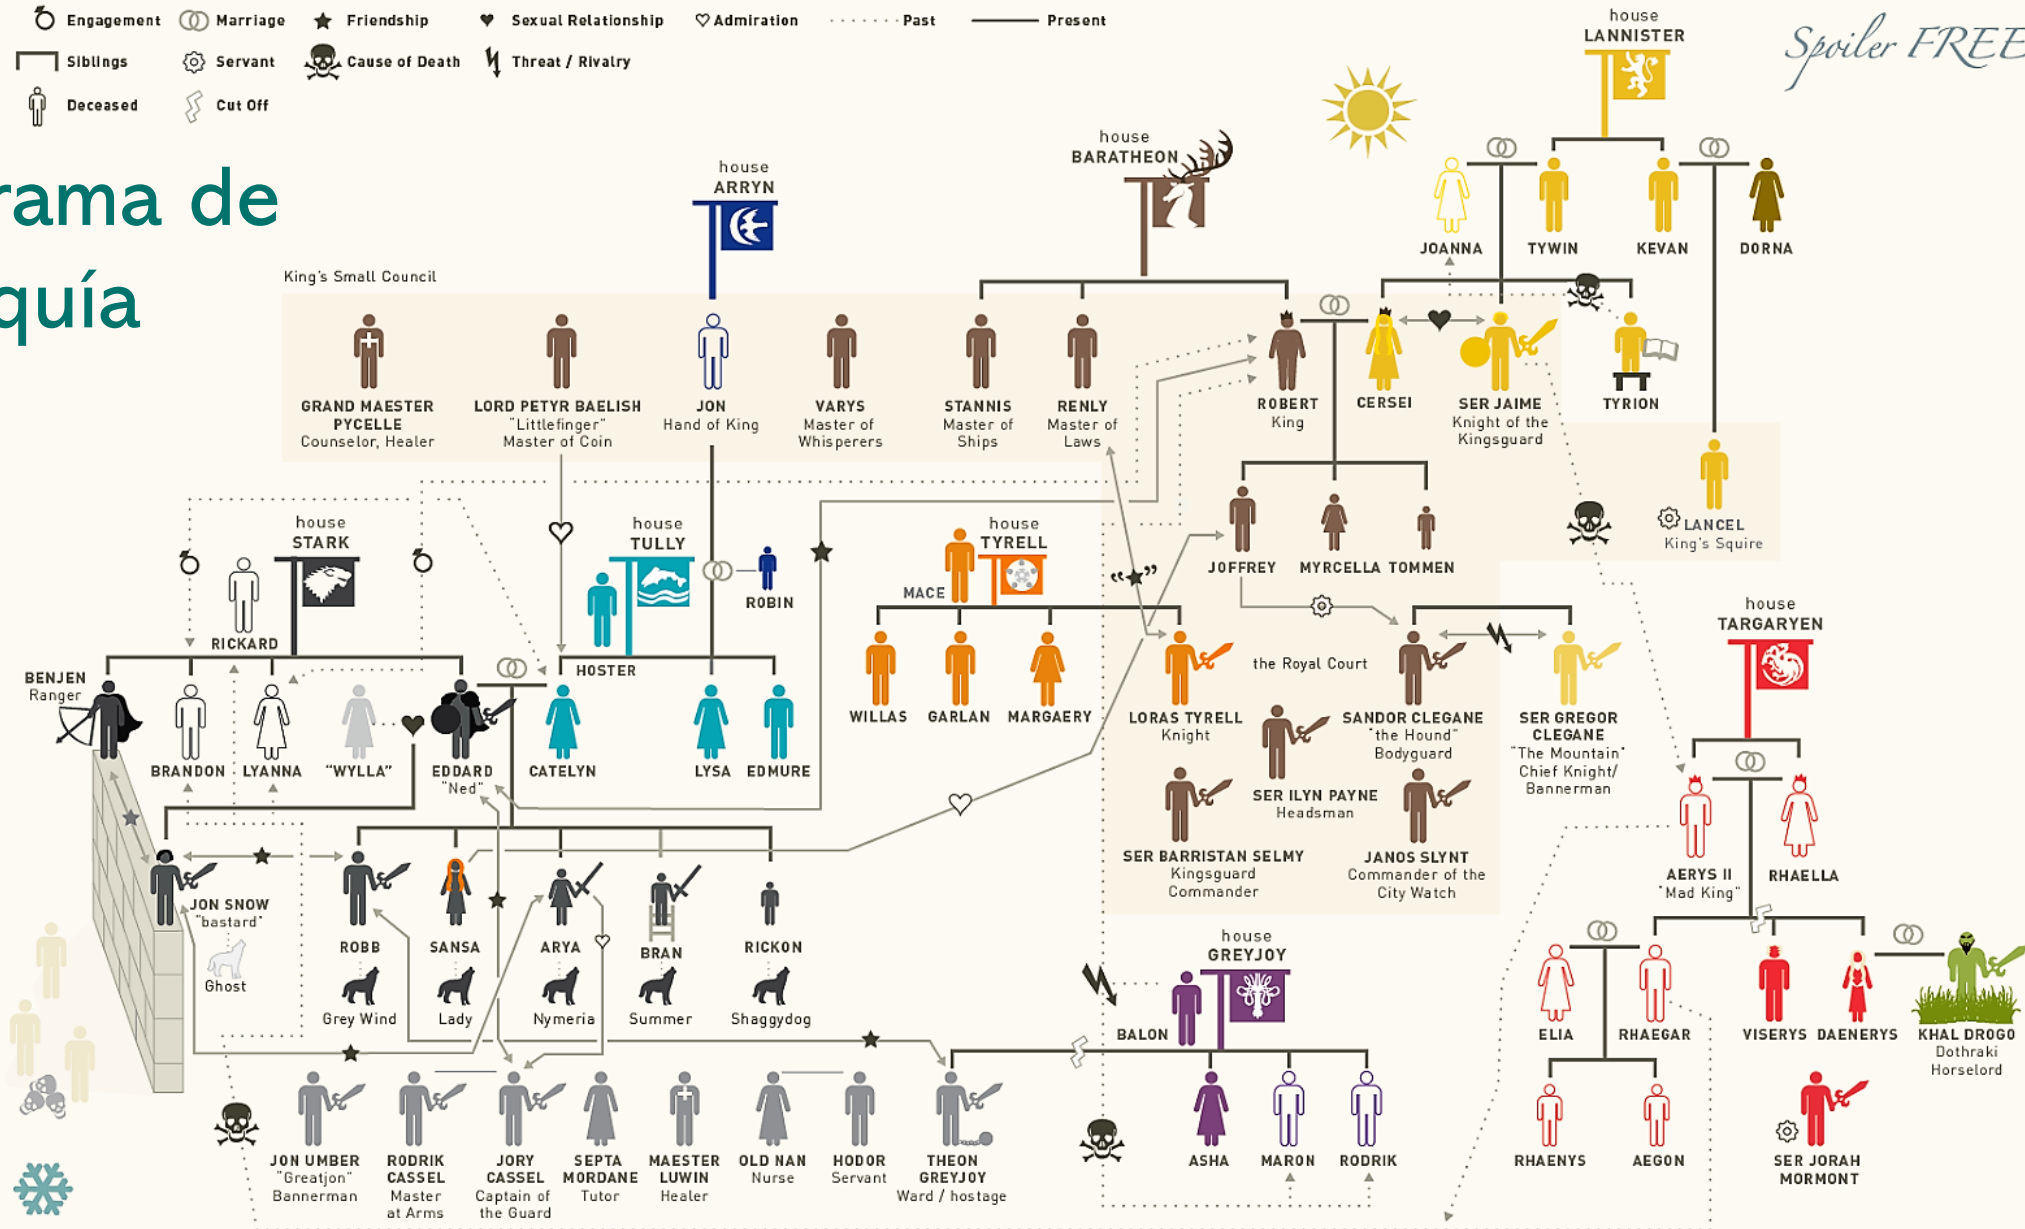 Engagement
Marriage
Friendship
Sexual Relationship
Admiration
Past
Present
Siblings
Servant
Cause of Death
Threat / Rivalry
Deceased
Cut Off
Spoiler FREE
rama de
quía
house
LANNISTER
JOANNA
TYWIN
KEVAN
DORNA
house
BARATHEON
house
ARRYN
King's Small Council
GRAND MAESTER
PYCELLE
Counselor, Healer
LORD PETYR BAELISH
"Littlefinger"
Master of Coin
JON
Hand of King
VARYS
Master of
Whisperers
STANNIS
Master of
Ships
RENLY
Master of
Laws
ROBERT
King
CERSEI
SER JAIME
Knight of the
Kingsguard
TYRION
LANCEL
King's Squire
house
STARK
RICKARD
house
TULLY
HOSTER
ROBIN
house
TYRELL
MACE
JOFFREY
MYRCELLA
TOMMEN
BENJEN
Ranger
BRANDON
LYANNA
"WYLLA"
EDDARD
"Ned"
CATELYN
LYSA
EDMURE
WILLAS
GARLAN
MARGAERY
the Royal Court
LORAS TYRELL
Knight
SANDOR CLEGANE
"the Hound"
Bodyguard
SER GREGOR
CLEGANE
"The Mountain"
Chief Knight/
Bannerman
SER ILYN PAYNE
Headsman
SER BARRISTAN SELMY
Kingsguard
Commander
JANOS SLYNT
Commander of the
City Watch
house
TARGARYEN
AERYS II
"Mad King"
RHAELLA
JON SNOW
"bastard"
Ghost
ROBB
SANSA
ARYA
BRAN
RICKON
Grey Wind
Lady
Nymeria
Summer
Shaggydog
house
GREYJOY
BALON
ELIA
RHAEGAR
VISERYS
DAENERYS
KHAL DROGO
Dothraki
Horselord
JON UMBER
"Greatjon"
Bannerman
RODRIK
CASSEL
Master
at Arms
JORY
CASSEL
Captain of
the Guard
SEPTA
MORDANE
Tutor
MAESTER
LUWIN
Healer
OLD NAN
Nurse
HODOR
Servant
THEON
GREYJOY
Ward / hostage
ASHA
MARON
RODRIK
RHAENYS
AEGON
SER JORAH
MORMONT